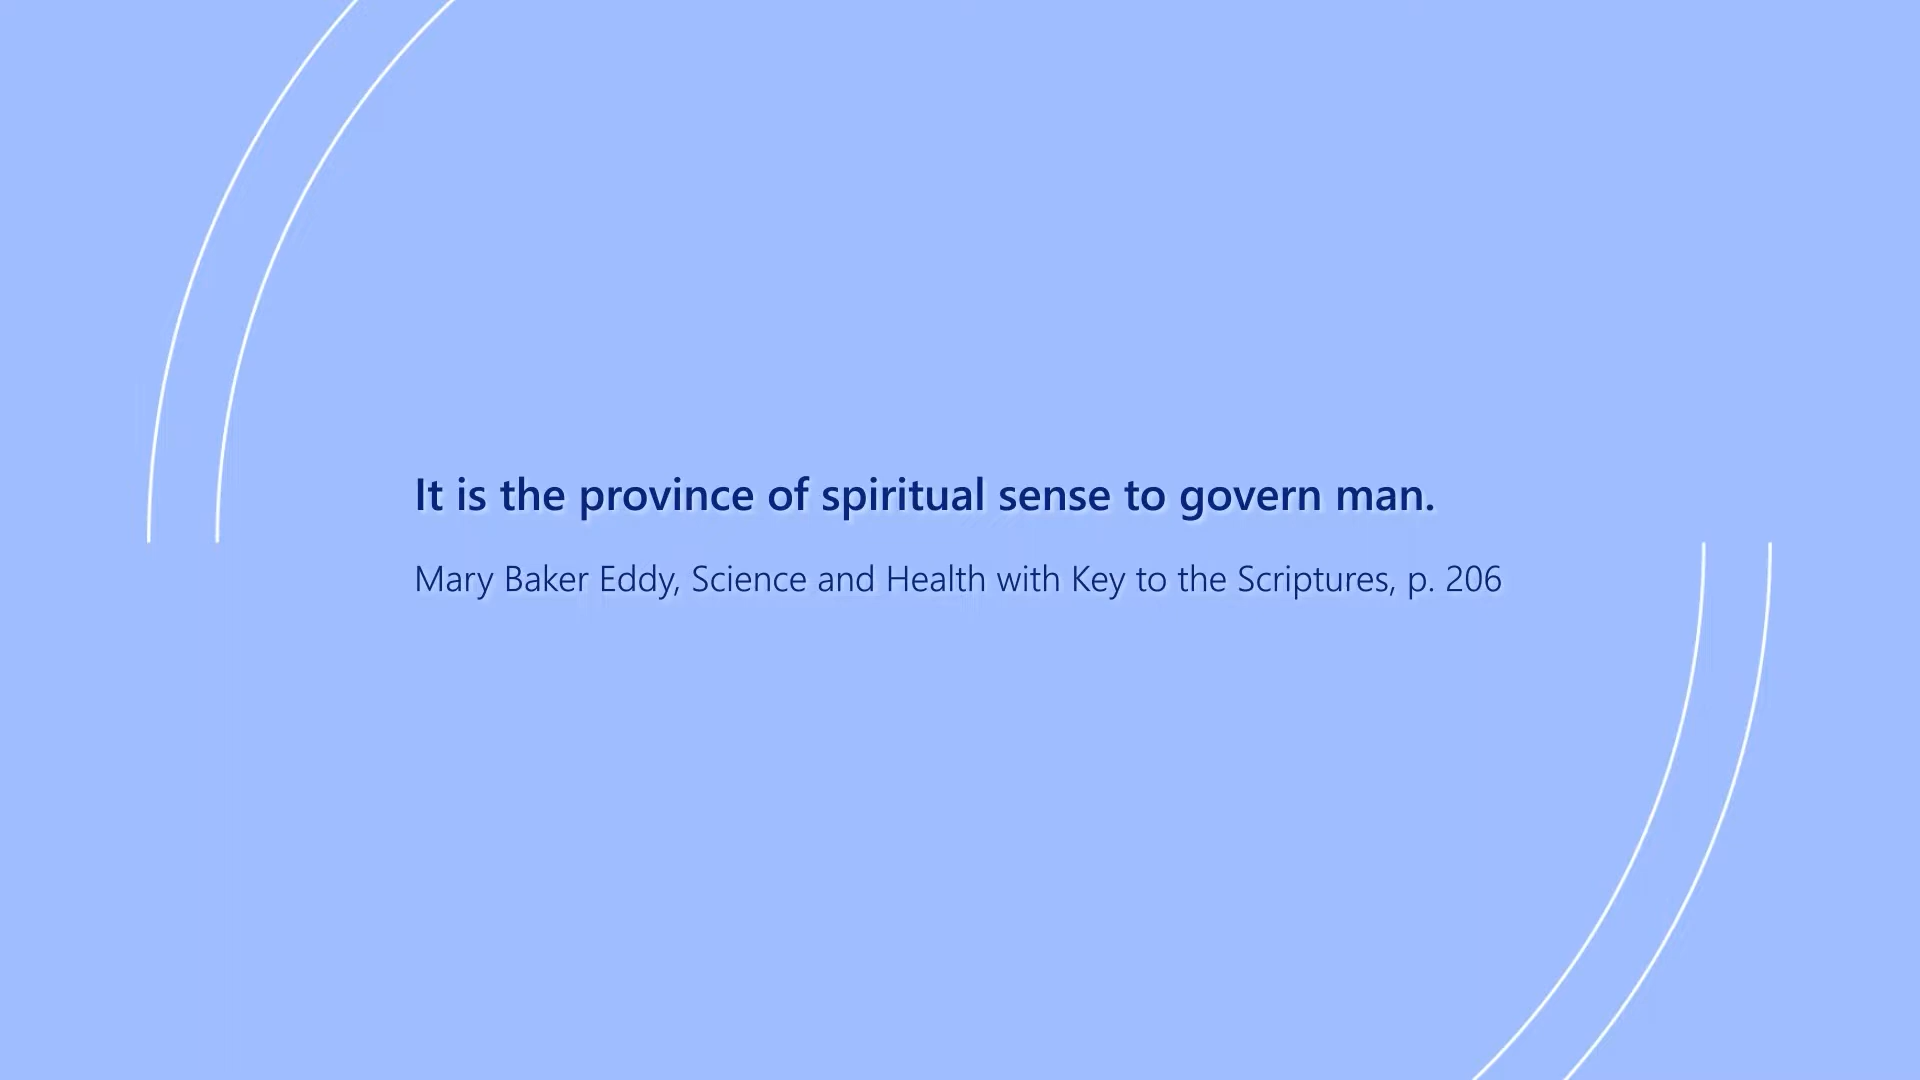 It is the province of spiritual sense to govern man.
Mary Baker Eddy, Science and Health with Key to the Scriptures, p. 206